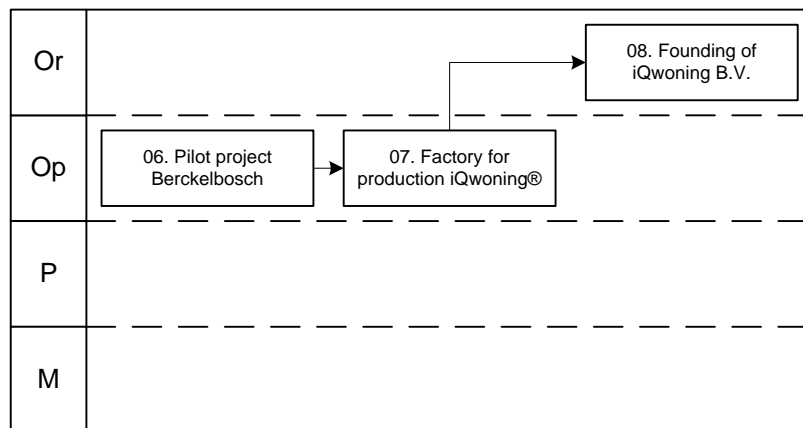 Or
08. Founding of
iQwoning B.V.
Op
06. Pilot project
Berckelbosch
07. Factory for
production iQwoning®
P
M